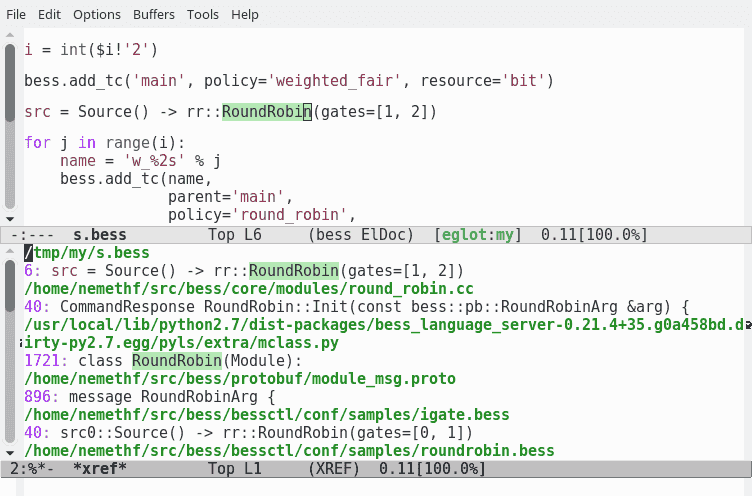 File Edit Options Buffers Tools Help
i = int($i!'2')
bess.add_tc('main', policy='weighted_fair', resource='bit')
src = Source() -> rr::RoundRobin(gates=[1, 2])
for j in range(i):
    name = 'w_%2s' % j
    bess.add_tc(name,
                parent='main',
                policy='round_robin',
-:---  s.bess         Top L6     (bess ElDoc)  [eglot:my]  0.11[100.0%]
/tmp/my/s.bess
6: src = Source() -> rr::RoundRobin(gates=[1, 2])
/home/nemethf/src/bess/core/modules/round_robin.cc
40: CommandResponse RoundRobin::Init(const bess::pb::RoundRobinArg &arg) {
/usr/local/lib/python2.7/dist-packages/bess_language_server-0.21.4+35.g0a458bd.d
irty-py2.7.egg/pyls/extra/mclass.py
1721: class RoundRobin(Module):
/home/nemethf/src/bess/protobuf/module_msg.proto
896: message RoundRobinArg {
/home/nemethf/src/bess/bessctl/conf/samples/igate.bess
40: src0::Source() -> rr::RoundRobin(gates=[0, 1])
/home/nemethf/src/bess/bessctl/conf/samples/roundrobin.bess
2:%*-  *xref*         Top L1     (XREF)  0.11[100.0%]